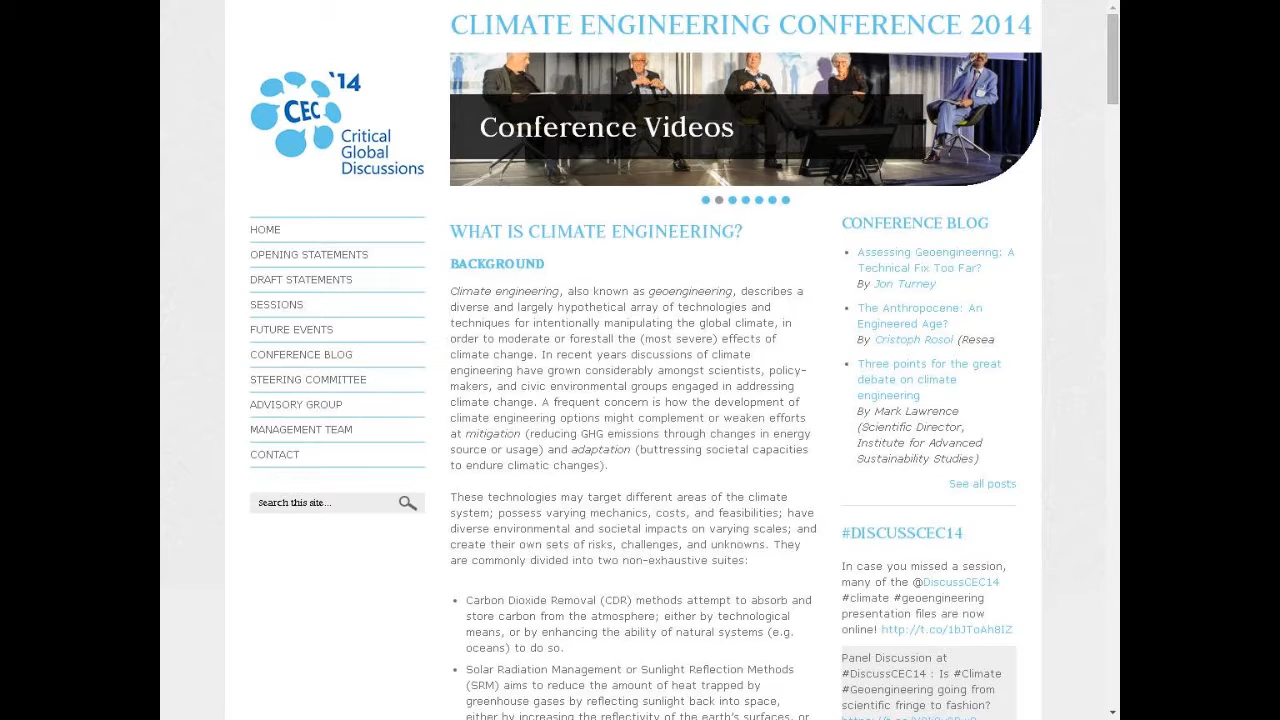 CLIMATE ENGINEERING CONFERENCE 2014
'14
CEC
Critical
Global
Discussions
Conference Videos
HOME
OPENING STATEMENTS
DRAFT STATEMENTS
SESSIONS
FUTURE EVENTS
CONFERENCE BLOG
STEERING COMMITTEE
ADVISORY GROUP
MANAGEMENT TEAM
CONTACT
Search this site...
WHAT IS CLIMATE ENGINEERING?
BACKGROUND
Climate engineering, also known as geoengineering, describes a
diverse and largely hypothetical array of technologies and
techniques for intentionally manipulating the global climate, in
order to moderate or forestall the (most severe) effects of
climate change. In recent years discussions of climate
engineering have grown considerably amongst scientists, policy-
makers, and civic environmental groups engaged in addressing
climate change. A frequent concern is how the development of
climate engineering options might complement or weaken efforts
at mitigation (reducing GHG emissions through changes in energy
source or usage) and adaptation (buttressing societal capacities
to endure climatic changes).
These technologies may target different areas of the climate
system; possess varying mechanics, costs, and feasibilities; have
diverse environmental and societal impacts on varying scales; and
create their own sets of risks, challenges, and unknowns. They
are commonly divided into two non-exhaustive suites:
• Carbon Dioxide Removal (CDR) methods attempt to absorb and
store carbon from the atmosphere; either by technological
means, or by enhancing the ability of natural systems (e.g.
oceans) to do so.
• Solar Radiation Management or Sunlight Reflection Methods
(SRM) aims to reduce the amount of heat trapped by
greenhouse gases by reflecting sunlight back into space,
either by increasing the reflectivity of the earth's surfaces, or
CONFERENCE BLOG
• Assessing Geoengineering: A
Technical Fix Too Far?
By Jon Turney
• The Anthropocene: An
Engineered Age?
By Cristoph Rosol (Resea
• Three points for the great
debate on climate
engineering
By Mark Lawrence
(Scientific Director,
Institute for Advanced
Sustainability Studies)
See all posts
#DISCUSSCEC14
In case you missed a session,
many of the @DiscussCEC14
#climate #geoengineering
presentation files are now
online! http://t.co/1bJToAh8IZ
Panel Discussion at
#DiscussCEC14 : Is #Climate
#Geoengineering going from
scientific fringe to fashion?